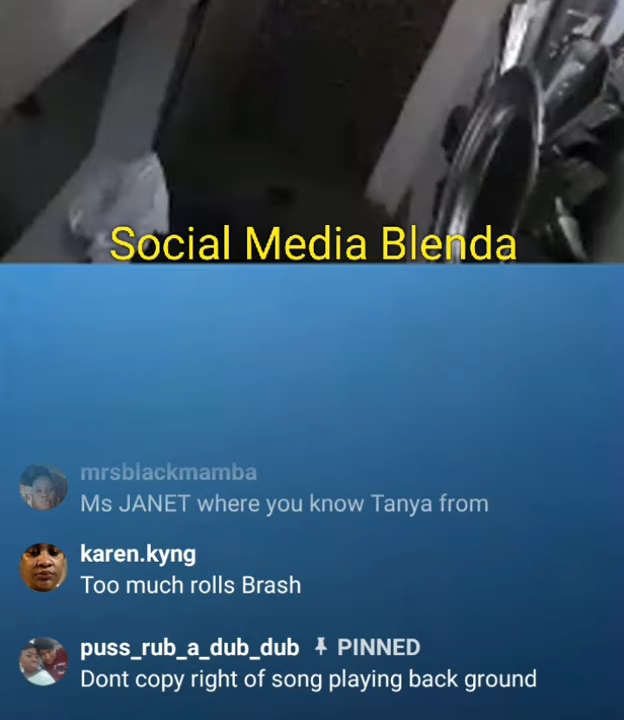 Social Media Blenda
mrsblackmamba
Ms JANET where you know Tanya from
karen.kyng
Too much rolls Brash
puss_rub_a_dub_dub PINNED
Dont copy right of song playing back ground